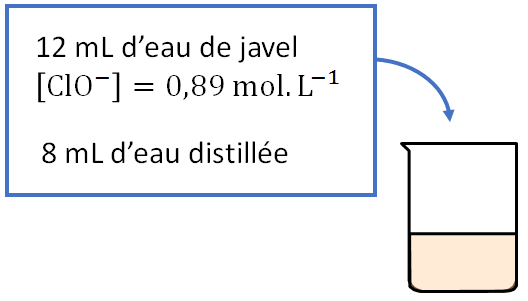 12 mL d’eau de javel
[ClO⁻] = 0,89 mol. L⁻¹
8 mL d’eau distillée